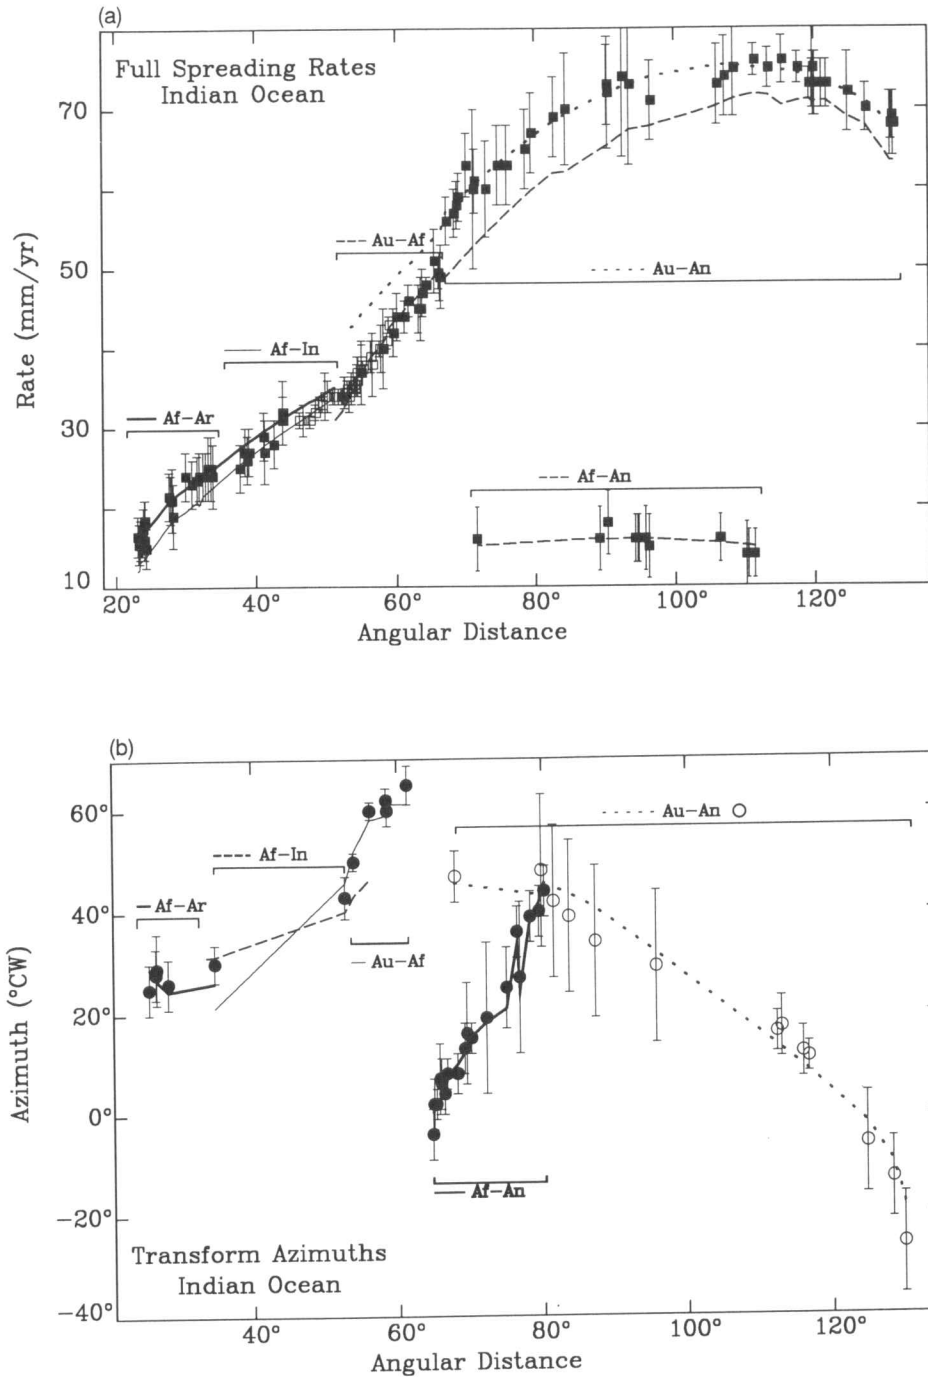 (a)
Full Spreading Rates
Indian Ocean
70
50
30
10
Rate (mm/yr)
Au-Af
Au-An
Af-In
Af-Ar
Af-An
20° 40° 60° 80° 100° 120°
Angular Distance
(b)
60°
40°
20°
0°
-20°
-40°
Azimuth (°CW)
Au-An
Af-In
Af-Ar
Au-Af
Af-An
Transform Azimuths
Indian Ocean
40° 60° 80° 100° 120°
Angular Distance